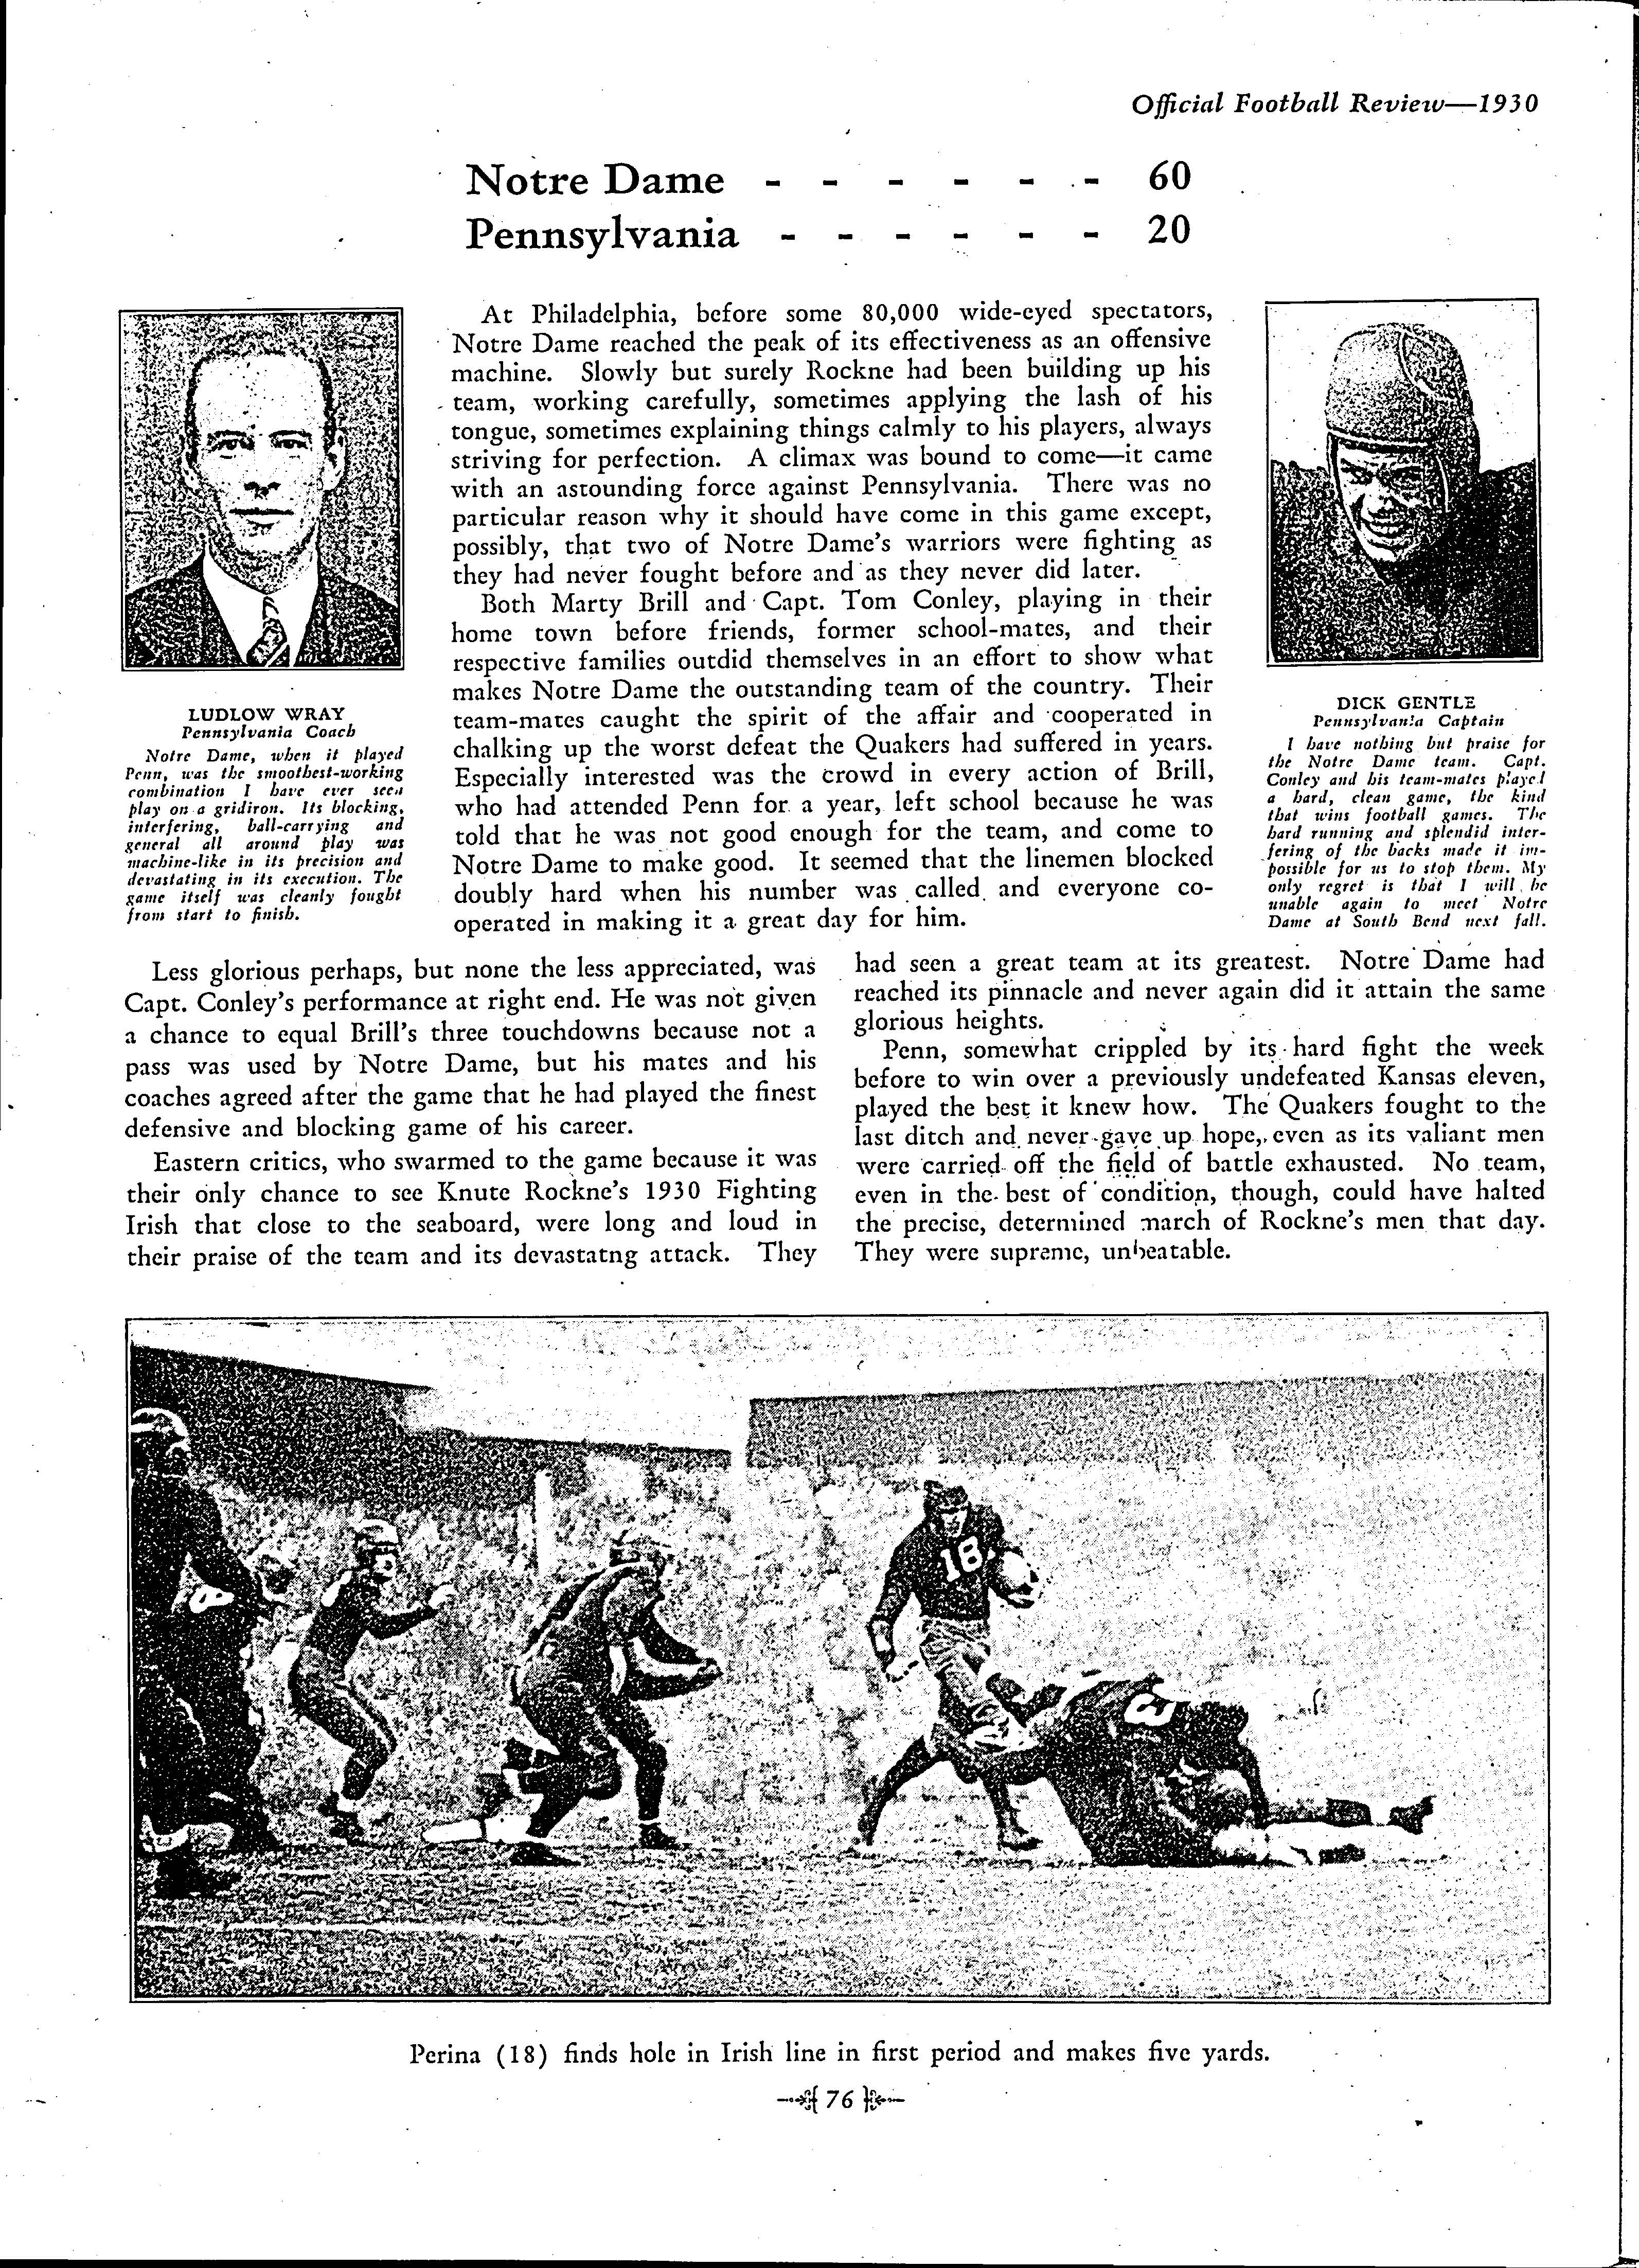 Official Football Review—1930
Notre Dame - - - - - - 60
Pennsylvania - - - - - - 20
At Philadelphia, before some 80,000 wide-eyed spectators,
Notre Dame reached the peak of its effectiveness as an offensive
machine. Slowly but surely Rockne had been building up his
team, working carefully, sometimes applying the lash of his
tongue, sometimes explaining things calmly to his players, always
striving for perfection. A climax was bound to come—it came
with an astounding force against Pennsylvania. There was no
particular reason why it should have come in this game except,
possibly, that two of Notre Dame's warriors were fighting as
they had never fought before and as they never did later.
Both Marty Brill and Capt. Tom Conley, playing in their
home town before friends, former school-mates, and their
respective families outdid themselves in an effort to show what
makes Notre Dame the outstanding team of the country. Their
team-mates caught the spirit of the affair and cooperated in
chalking up the worst defeat the Quakers had suffered in years.
Especially interested was the crowd in every action of Brill,
who had attended Penn for a year, left school because he was
told that he was not good enough for the team, and come to
Notre Dame to make good. It seemed that the linemen blocked
doubly hard when his number was called and everyone co-
operated in making it a great day for him.
LUDLOW WRAY
Pennsylvania Coach
Notre Dame, when it played
Penn, was the smoothest-working
combination I have ever seen
play on a gridiron. Its blocking,
interfering, ball-carrying and
general all around play was
machine-like in its precision and
devastating in its execution. The
game itself was cleanly fought
from start to finish.
DICK GENTLE
Pennsylvania Captain
I have nothing but praise for
the Notre Dame team. Capt.
Conley and his team-mates played
a hard, clean game, the kind
that wins football games. The
hard running and splendid inter-
fering of the backs made it im-
possible for us to stop them. My
only regret is that I will be
unable again to meet Notre
Dame at South Bend next fall.
Less glorious perhaps, but none the less appreciated, was
Capt. Conley's performance at right end. He was not given
a chance to equal Brill's three touchdowns because not a
pass was used by Notre Dame, but his mates and his
coaches agreed after the game that he had played the finest
defensive and blocking game of his career.
Eastern critics, who swarmed to the game because it was
their only chance to see Knute Rockne's 1930 Fighting
Irish that close to the seaboard, were long and loud in
their praise of the team and its devastatng attack. They
had seen a great team at its greatest. Notre Dame had
reached its pinnacle and never again did it attain the same
glorious heights.
Penn, somewhat crippled by its hard fight the week
before to win over a previously undefeated Kansas eleven,
played the best it knew how. The Quakers fought to the
last ditch and never gave up hope, even as its valiant men
were carried off the field of battle exhausted. No team,
even in the best of condition, though, could have halted
the precise, determined march of Rockne's men that day.
They were supreme, unbeatable.
18
3
Perina (18) finds hole in Irish line in first period and makes five yards.
76